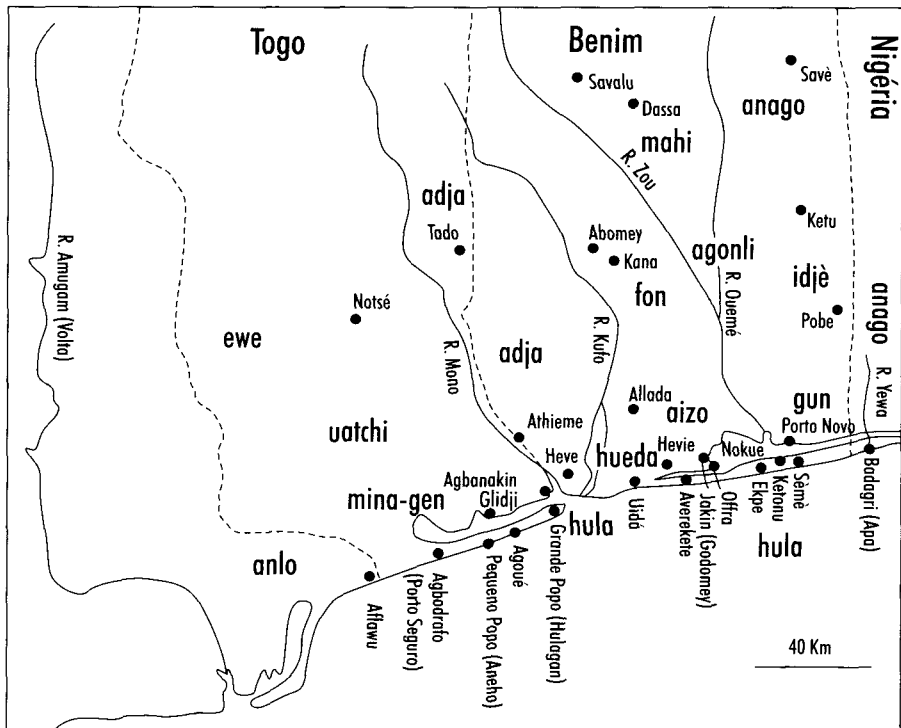 Togo
Benim
Nigéria
Savalu
Dassa
Savè
mahi
anago
R. Zou
adja
Tado
Abomey
Kana
fon
agonli
R. Ouemé
Ketu
idjè
Pobe
anago
R. Yewa
R. Amugam (Volta)
Notsé
ewe
R. Mono
adja
R. Kufo
Allada
aizo
gun
Porto Novo
uatchi
Athieme
Heve
hueda
Hevie
Nokue
mina-gen
Agbanakin
Glidji
hula
Uidá
Averekete
Jakin (Godomey)
Offra
Ekpe
Ketonu
Sèmè
Badagri (Apa)
hula
anlo
Aflawu
Agbodrafo
(Porto Seguro)
Pequeno Popo (Aneho)
Agoué
Grande Popo (Hulagan)
40 Km